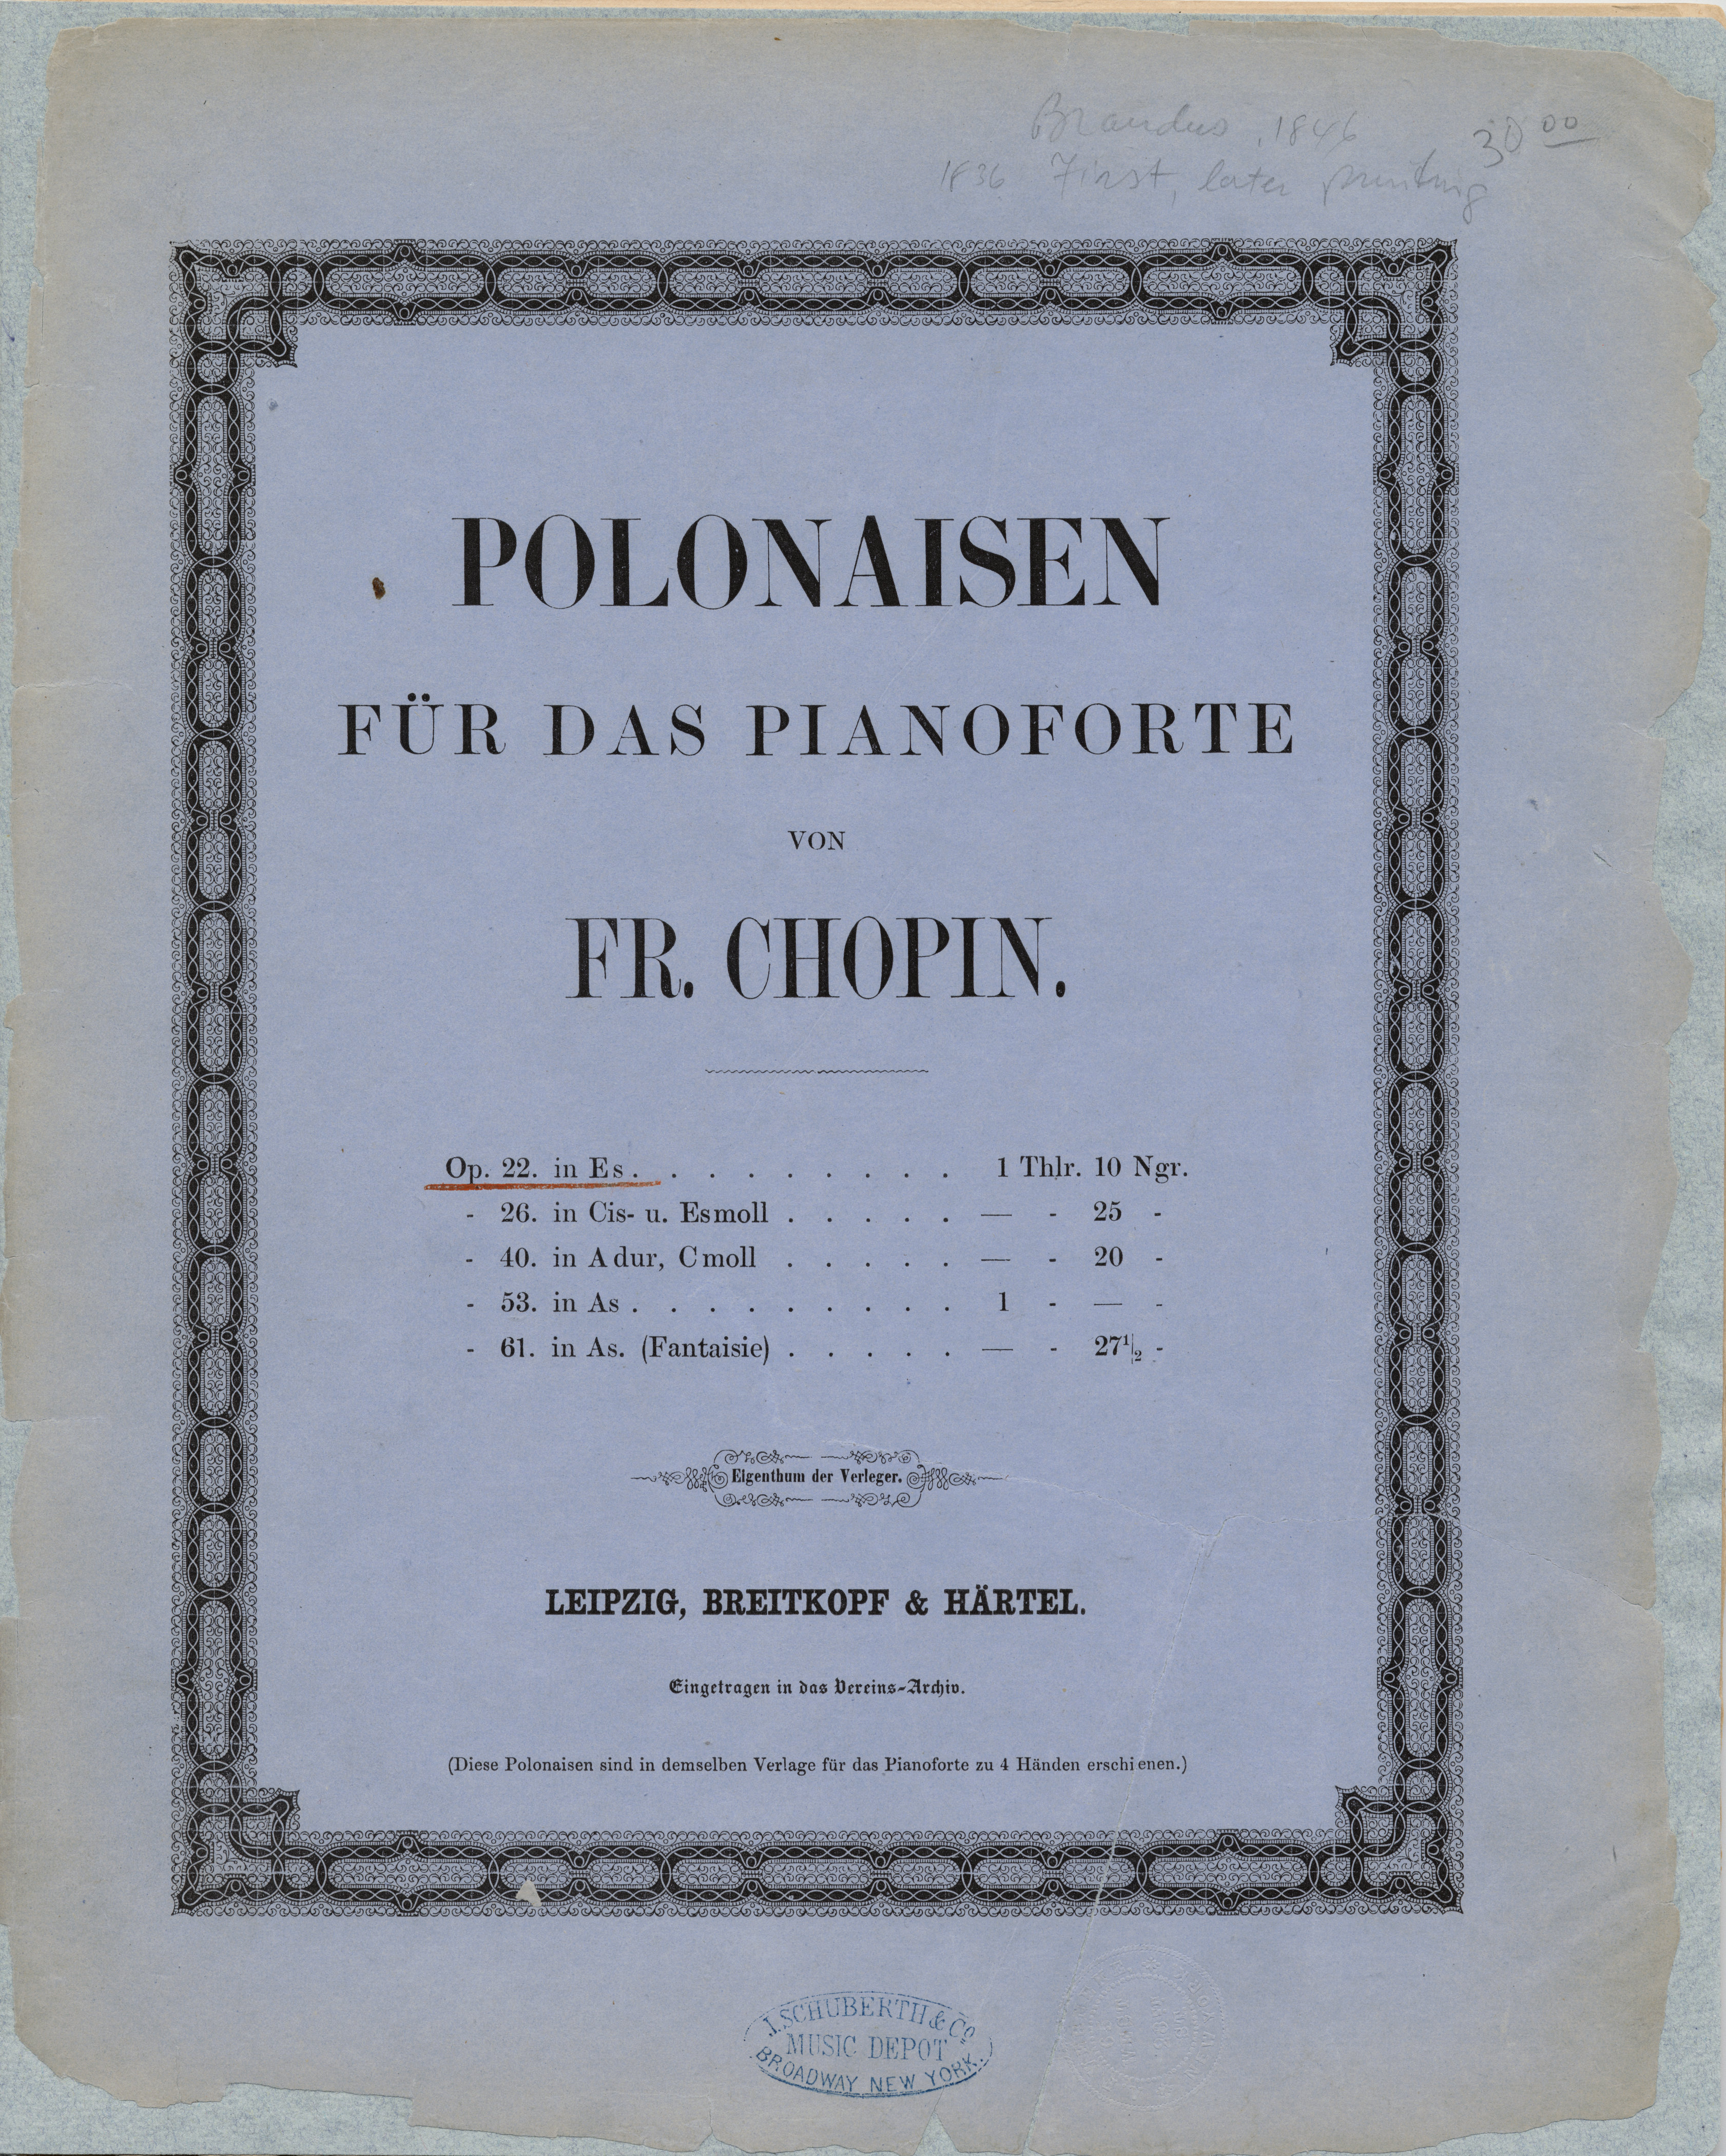 Brandus, 1846
30 00
1836 First, later printing
POLONAISEN
FÜR DAS PIANOFORTE
VON
FR. CHOPIN.
Op. 22. in Es . . . . . . . . . 1 Thlr. 10 Ngr.
- 26. in Cis- u. Esmoll . . . . . — - 25 -
- 40. in A dur, C moll . . . . . — - 20 -
- 53. in As . . . . . . . . . 1 - — -
- 61. in As. (Fantaisie) . . . . . — - 27 1/2 -
Eigenthum der Verleger.
LEIPZIG, BREITKOPF & HÄRTEL.
Eingetragen in das Vereins-Archiv.
(Diese Polonaisen sind in demselben Verlage für das Pianoforte zu 4 Händen erschienen.)
J. SCHUBERTH & Co
MUSIC DEPOT
BROADWAY NEW YORK.